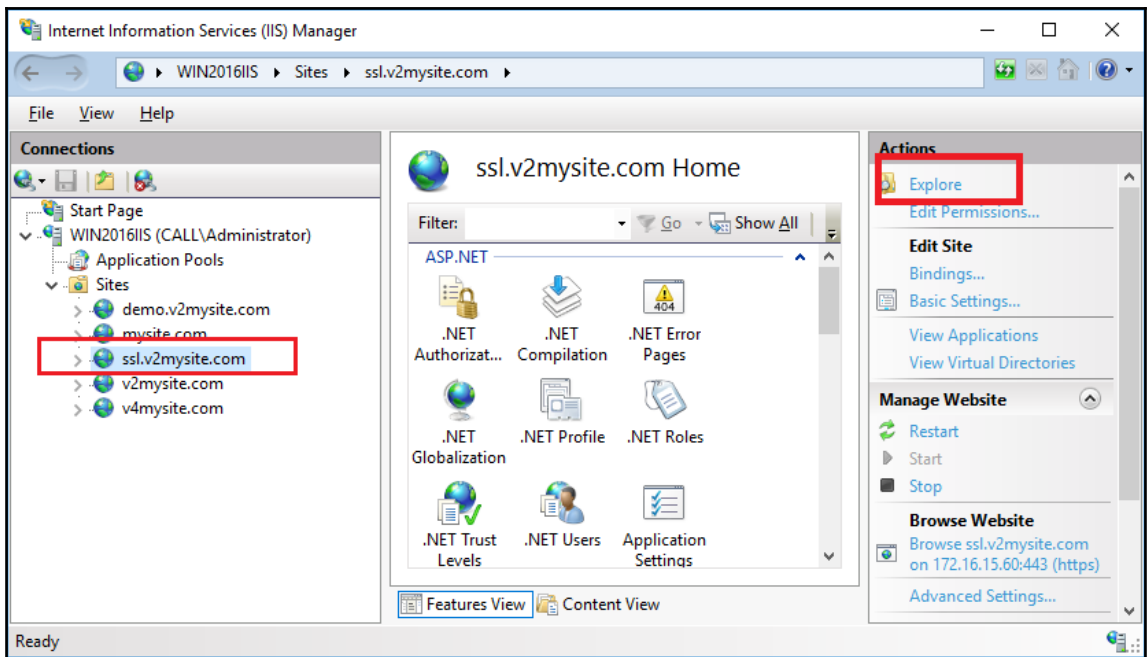 Internet Information Services (IIS) Manager
WIN2016IIS Sites ssl.v2mysite.com
File View Help
Connections
Start Page
WIN2016IIS (CALL\Administrator)
Application Pools
Sites
demo.v2mysite.com
mysite.com
ssl.v2mysite.com
v2mysite.com
v4mysite.com
ssl.v2mysite.com Home
Filter: Go Show All
ASP.NET
.NET Authorizat...
.NET Compilation
404
.NET Error Pages
.NET Globalization
.NET Profile
.NET Roles
.NET Trust Levels
.NET Users
Application Settings
Features View Content View
Actions
Explore
Edit Permissions...
Edit Site
Bindings...
Basic Settings...
View Applications
View Virtual Directories
Manage Website
Restart
Start
Stop
Browse Website
Browse ssl.v2mysite.com
on 172.16.15.60:443 (https)
Advanced Settings...
Ready